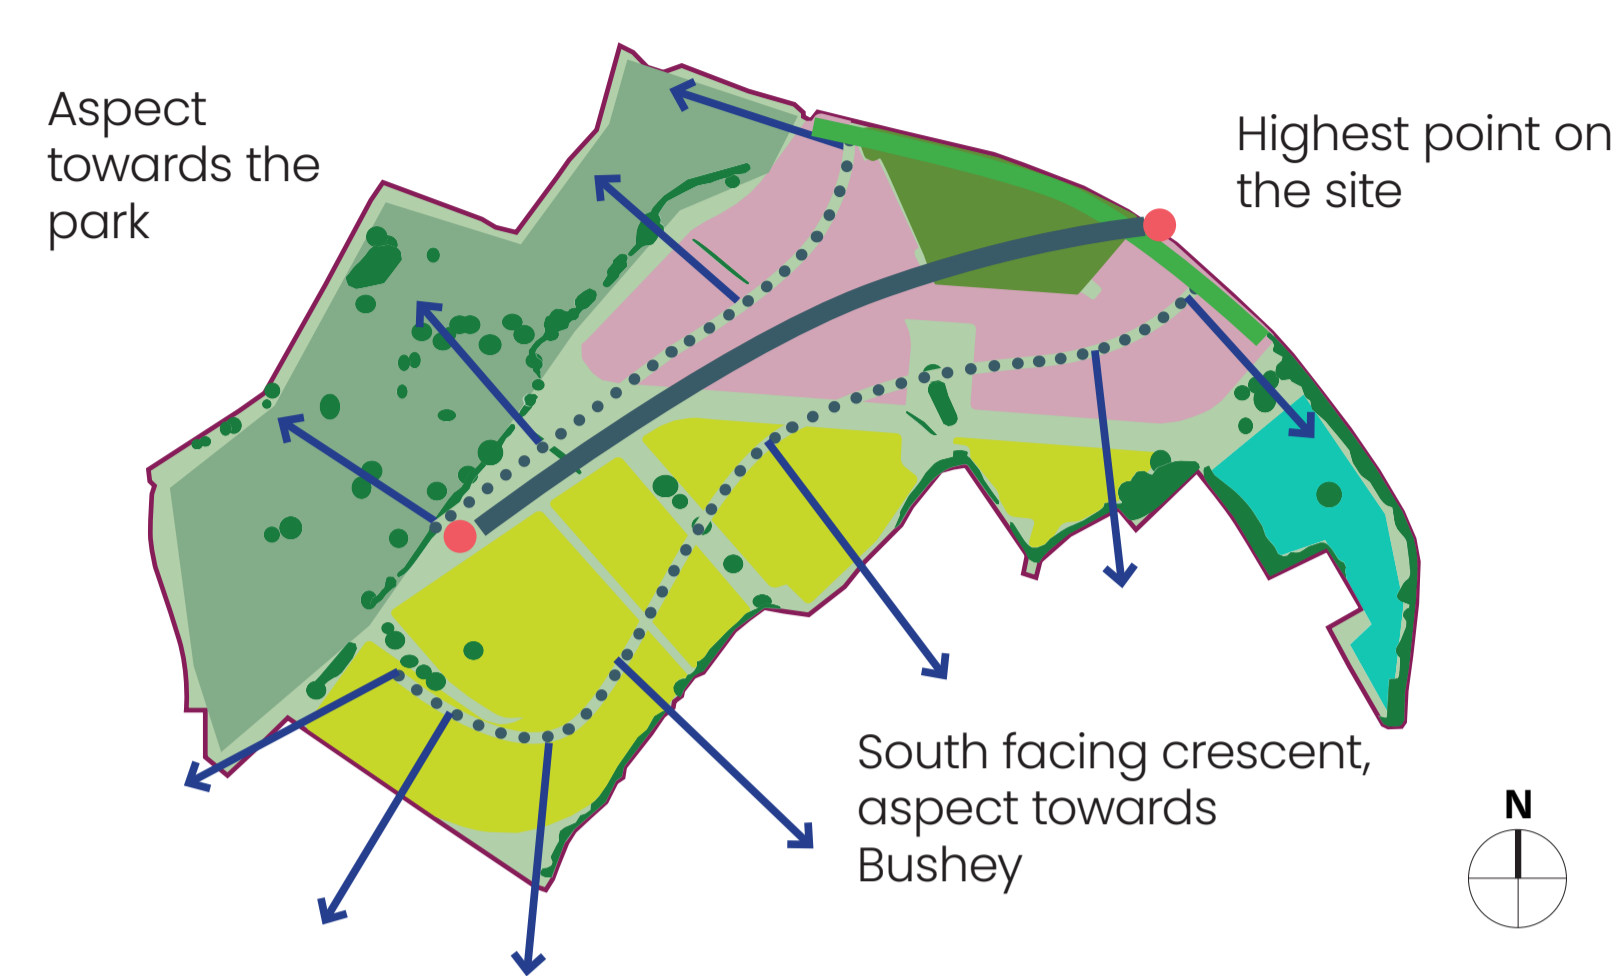 Aspect
towards the
park
Highest point on
the site
South facing crescent,
aspect towards
Bushey
N